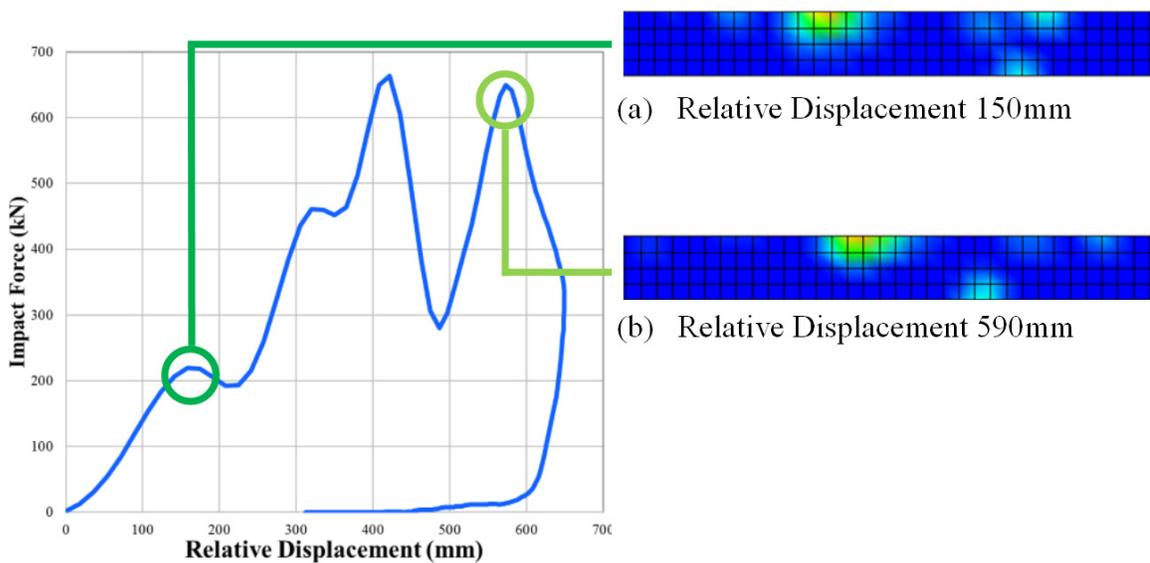 700
600
500
400
300
200
100
0
Impact Force (kN)
0 100 200 300 400 500 600 700
Relative Displacement (mm)
(a) Relative Displacement 150mm
(b) Relative Displacement 590mm